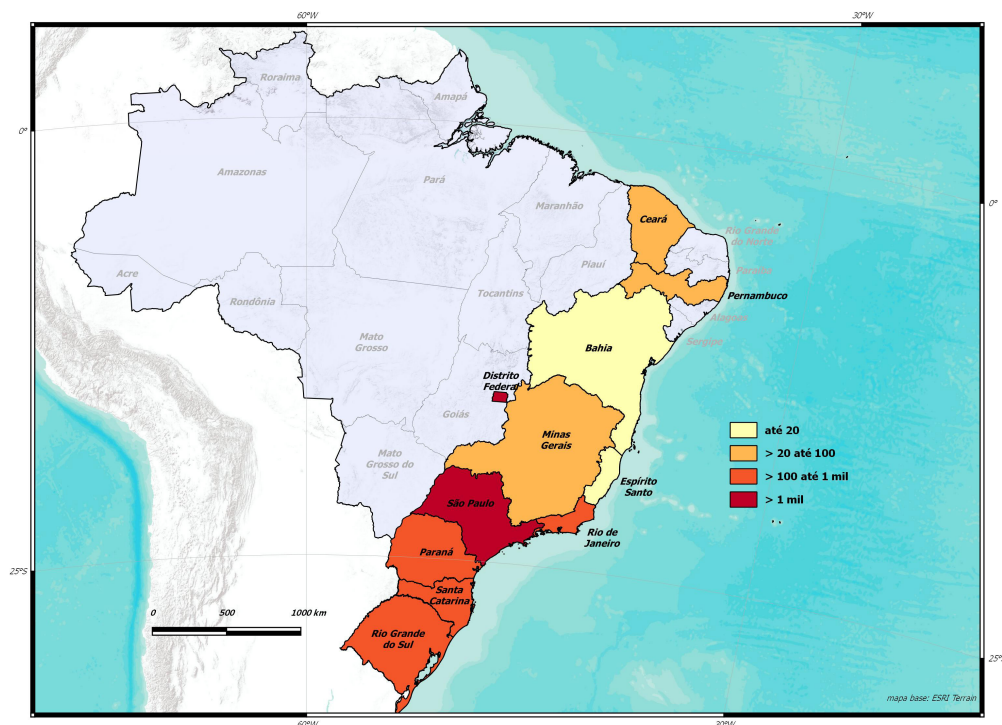 60°W
30°W
Roraima
Amapá
0°
Amazonas
Pará
Maranhão
Ceará
0°
Rio Grande
do Norte
Piauí
Paraíba
Acre
Rondônia
Tocantins
Pernambuco
Alagoas
Mato
Grosso
Bahia
Sergipe
Distrito
Federal
Goiás
Minas
Gerais
até 20
> 20 até 100
> 100 até 1 mil
> 1 mil
Mato
Grosso do
Sul
São Paulo
Espírito
Santo
Rio de
Janeiro
Paraná
25°S
Santa
Catarina
0 500 1000 km
Rio Grande
do Sul
25°S
mapa base: ESRI Terrain
60°W
30°W